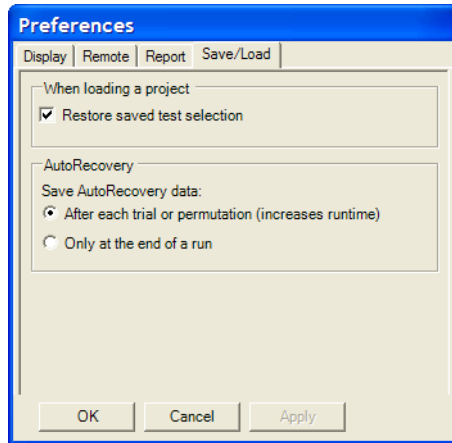 Preferences
Display Remote Report Save/Load
When loading a project
Restore saved test selection
AutoRecovery
Save AutoRecovery data:
After each trial or permutation (increases runtime)
Only at the end of a run
OK Cancel Apply